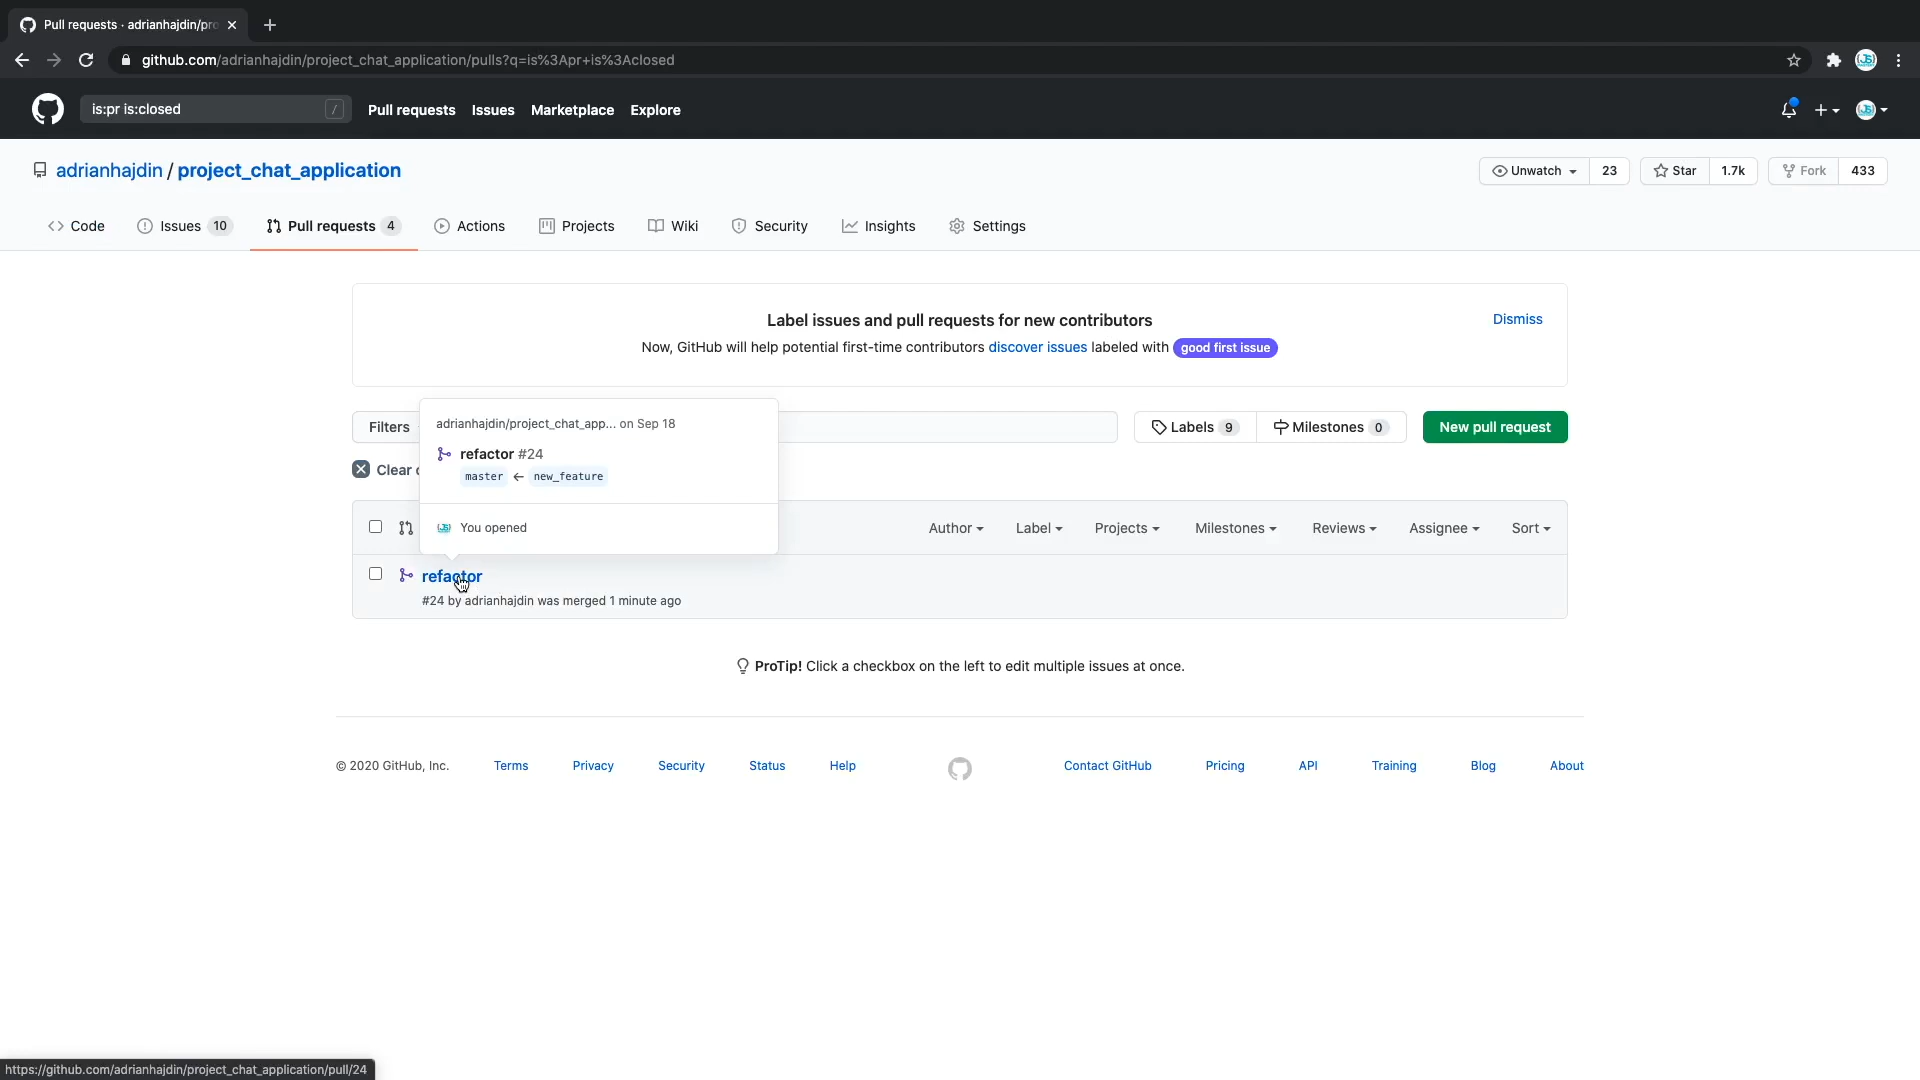 Pull requests · adrianhajdin/pro
github.com/adrianhajdin/project_chat_application/pulls?q=is%3Apr+is%3Aclosed
is:pr is:closed
/
Pull requests
Issues
Marketplace
Explore
adrianhajdin / project_chat_application
Unwatch
23
Star
1.7k
Fork
433
Code
Issues 10
Pull requests 4
Actions
Projects
Wiki
Security
Insights
Settings
Label issues and pull requests for new contributors
Dismiss
Now, GitHub will help potential first-time contributors discover issues labeled with good first issue
Filters
adrianhajdin/project_chat_app... on Sep 18
refactor #24
master ← new_feature
You opened
Labels 9
Milestones 0
New pull request
Clear
Author
Label
Projects
Milestones
Reviews
Assignee
Sort
refactor
#24 by adrianhajdin was merged 1 minute ago
ProTip! Click a checkbox on the left to edit multiple issues at once.
© 2020 GitHub, Inc.
Terms
Privacy
Security
Status
Help
Contact GitHub
Pricing
API
Training
Blog
About
https://github.com/adrianhajdin/project_chat_application/pull/24